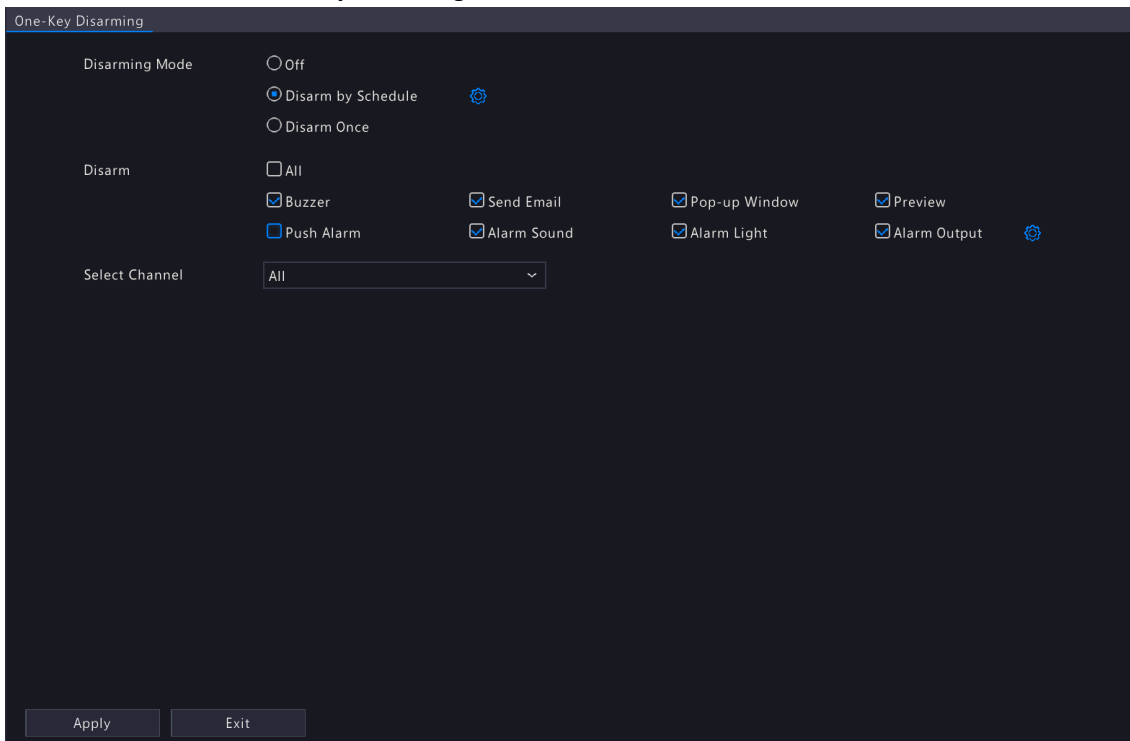 One-Key Disarming
Disarming Mode Off
Disarm by Schedule
Disarm Once
Disarm All
Buzzer Send Email Pop-up Window Preview
Push Alarm Alarm Sound Alarm Light Alarm Output
Select Channel All
Apply Exit